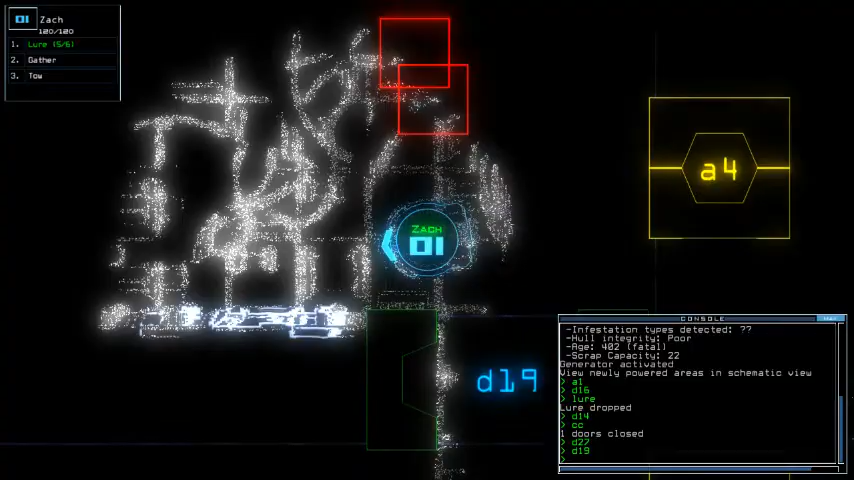 01 Zach
120/120
1. Lure (5/6)
2. Gather
3. Tow
a4
Zach
01
d19
CONSOLE
-Infestation types detected: ??
-Hull integrity: Poor
-Age: 402 (fatal)
-Scrap Capacity: 22
Generator activated
View newly powered areas in schematic view
> a1
> d16
> lure
Lure dropped
> d14
> cc
1 doors closed
> d27
> d19
>